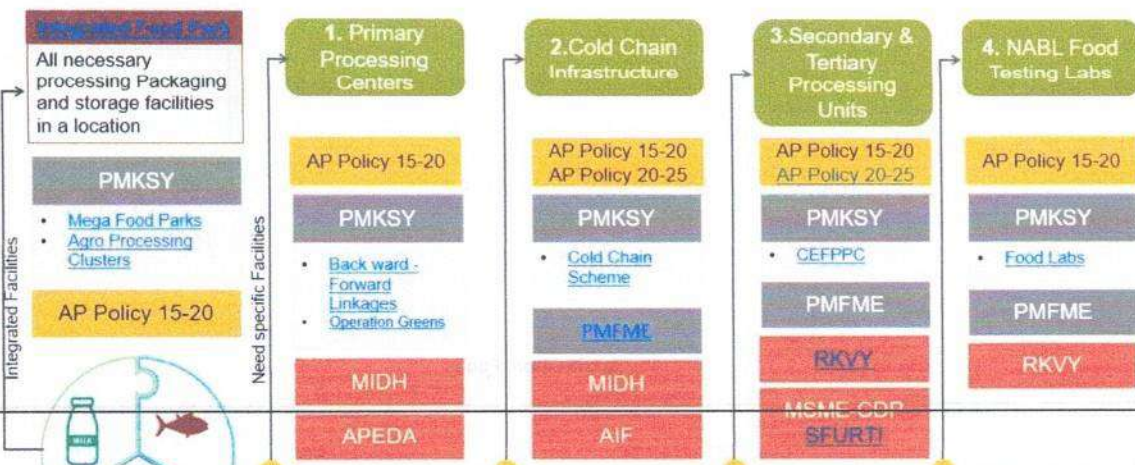 Integrated Food Park
All necessary
processing Packaging
and storage facilities
in a location
PMKSY
• Mega Food Parks
• Agro Processing
Clusters
AP Policy 15-20
Integrated Facilities
MILK
Need specific Facilities
1. Primary
Processing
Centers
AP Policy 15-20
PMKSY
• Back ward -
Forward
Linkages
• Operation Greens
MIDH
APEDA
2.Cold Chain
Infrastructure
AP Policy 15-20
AP Policy 20-25
PMKSY
• Cold Chain
Scheme
PMFME
MIDH
AIF
3.Secondary &
Tertiary
Processing
Units
AP Policy 15-20
AP Policy 20-25
PMKSY
• CEFPPC
PMFME
RKVY
MSME-CDP
SFURTI
4. NABL Food
Testing Labs
AP Policy 15-20
PMKSY
• Food Labs
PMFME
RKVY